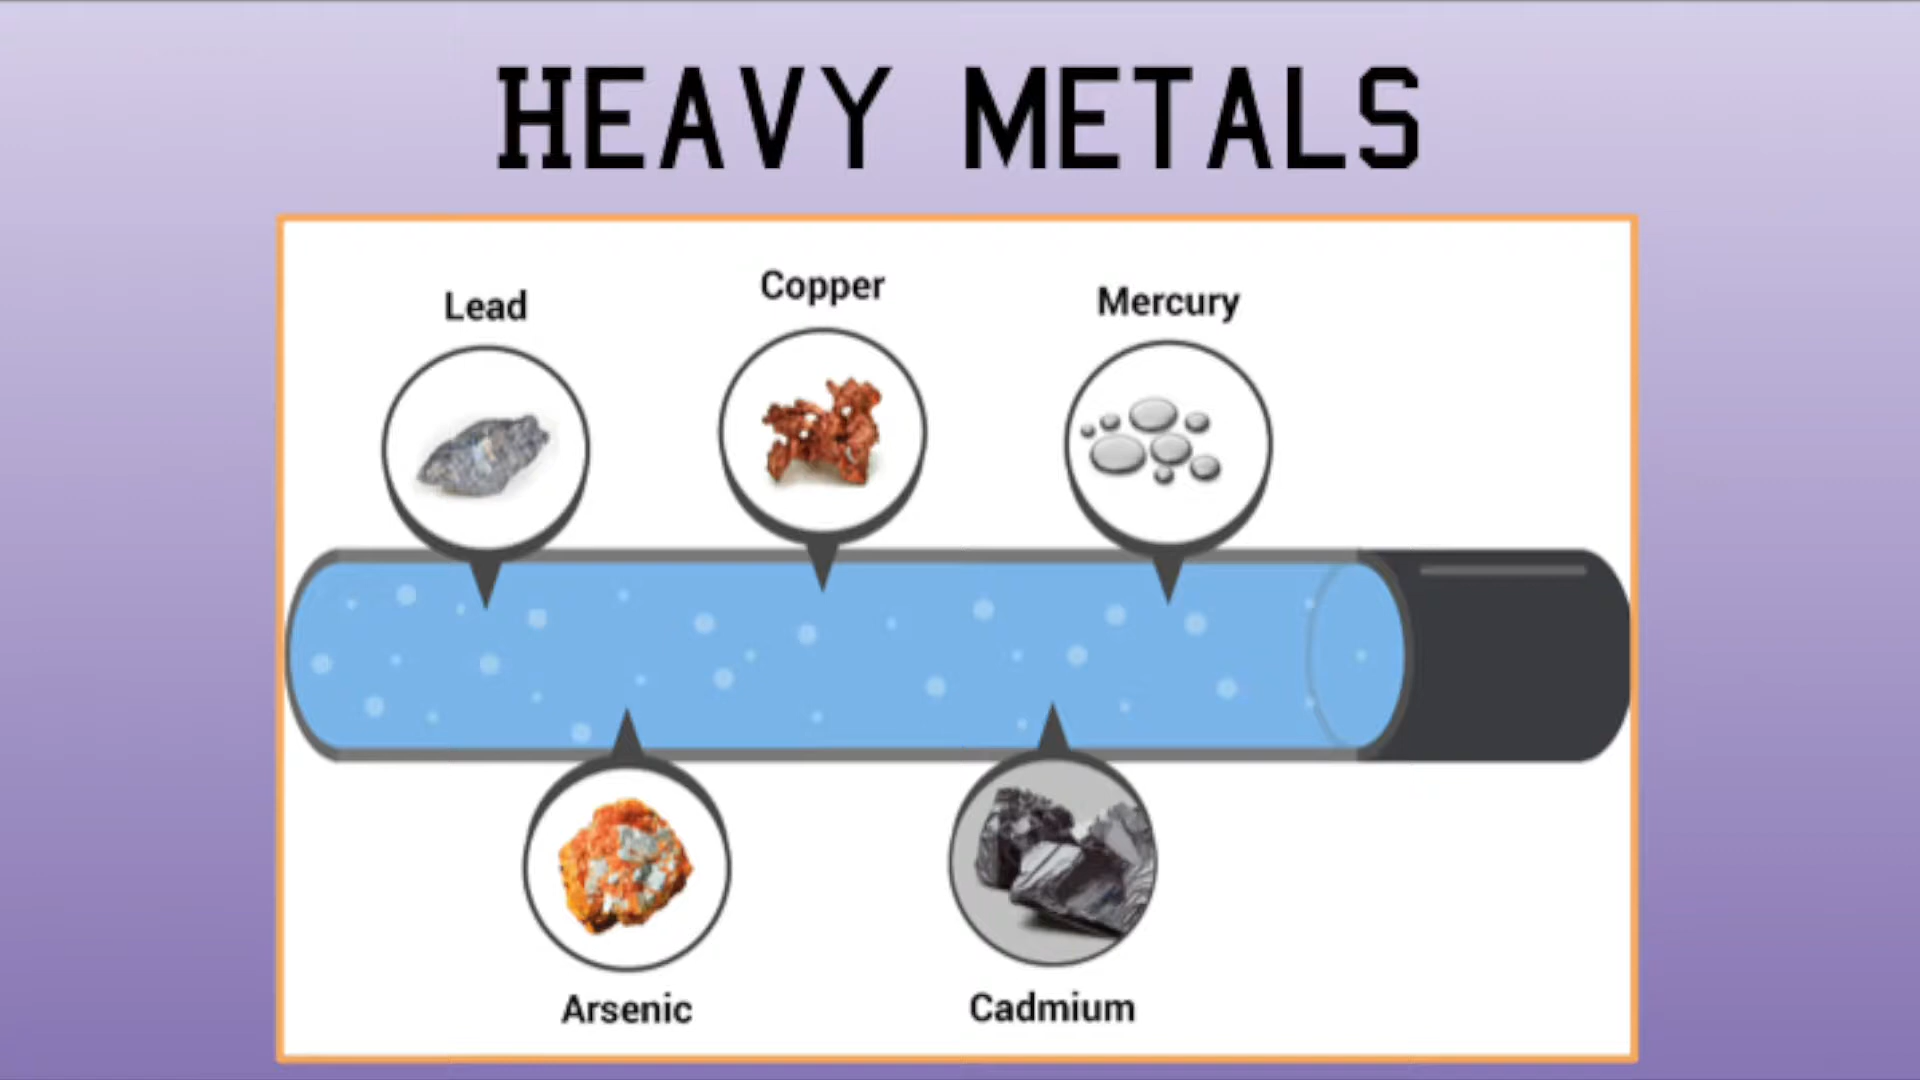 HEAVY METALS
Lead
Copper
Mercury
Arsenic
Cadmium